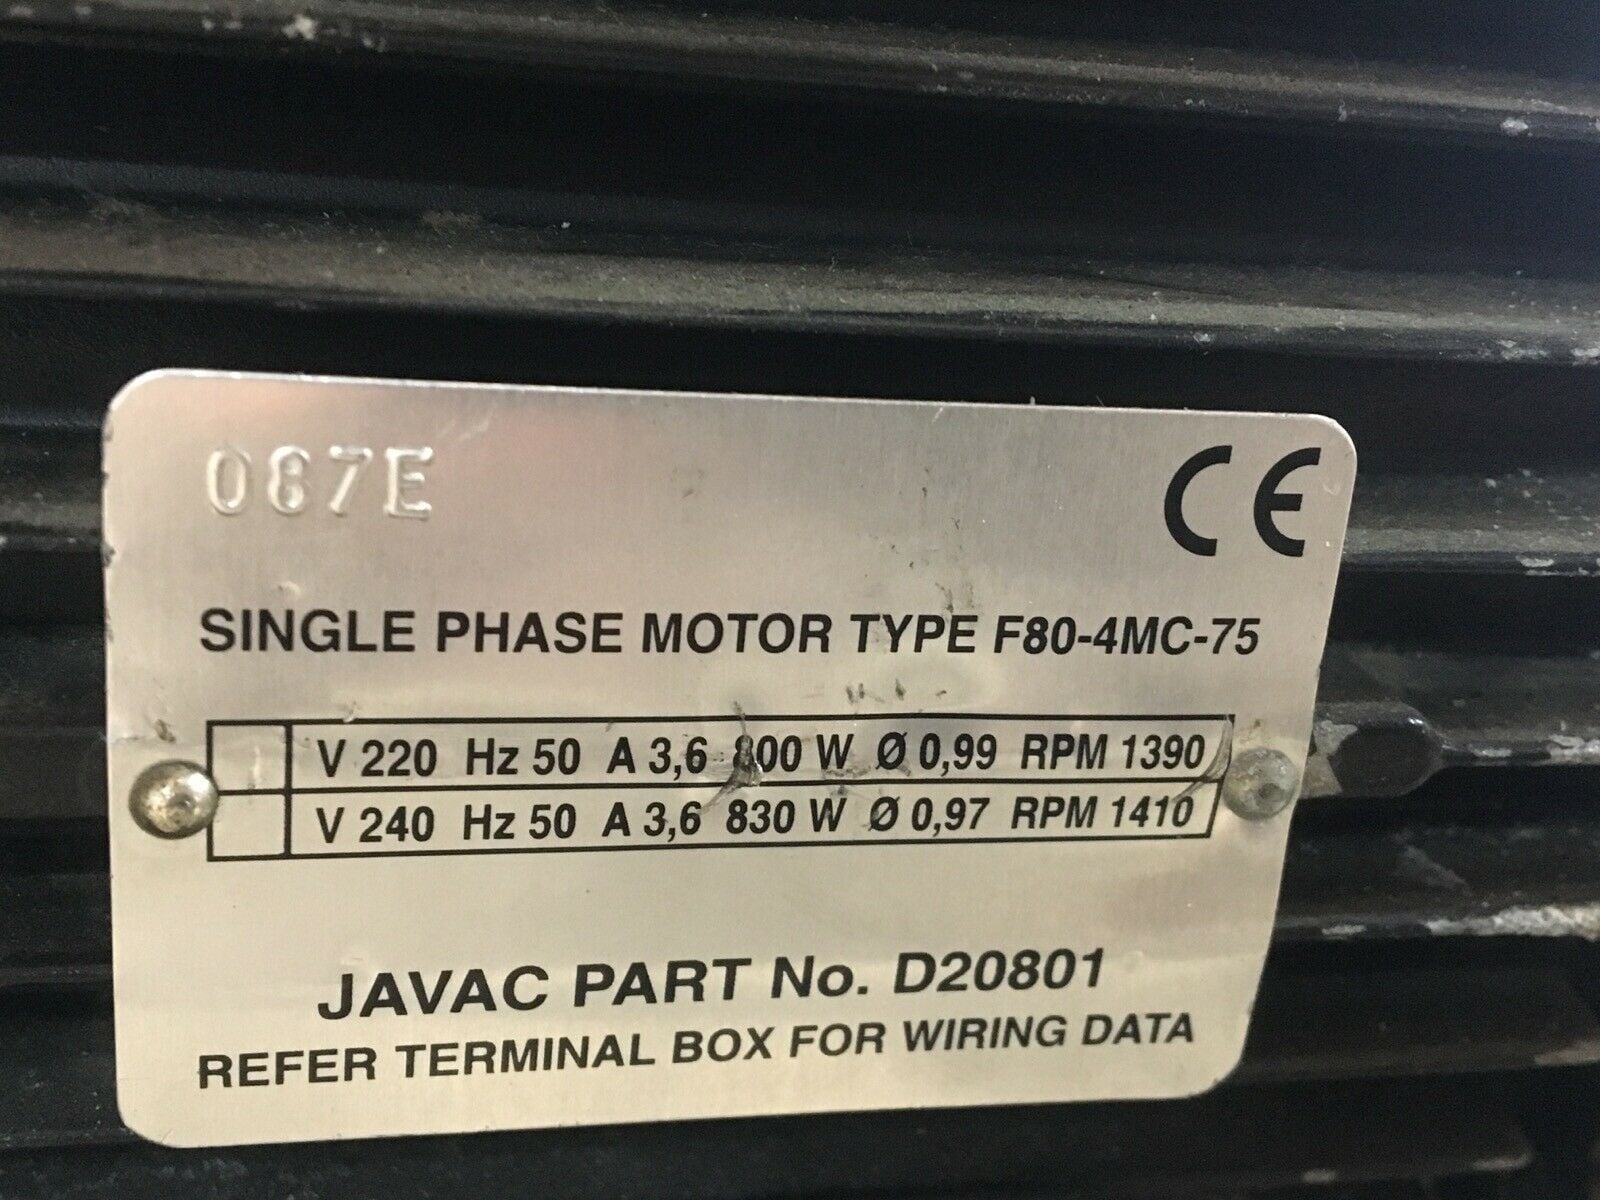 087E
CE
SINGLE PHASE MOTOR TYPE F80-4MC-75
V 220 Hz 50 A 3,6 800 W Ø 0,99 RPM 1390
V 240 Hz 50 A 3,6 830 W Ø 0,97 RPM 1410
JAVAC PART No. D20801
REFER TERMINAL BOX FOR WIRING DATA